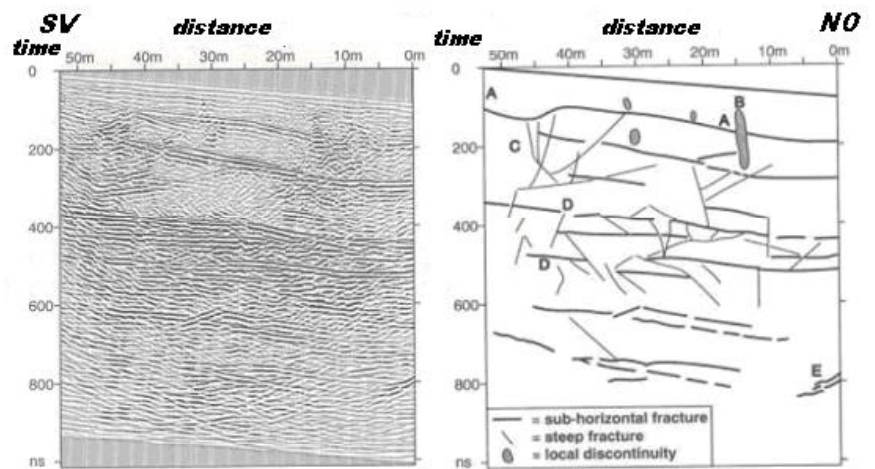 SV distance
time
50m 40m 30m 20m 10m 0m
0
200
400
600
800
ns
distance NO
time
50m 40m 30m 20m 10m 0m
0
200
400
600
800
ns
A
B
A
C
D
D
E
= sub-horizontal fracture
= steep fracture
= local discontinuity